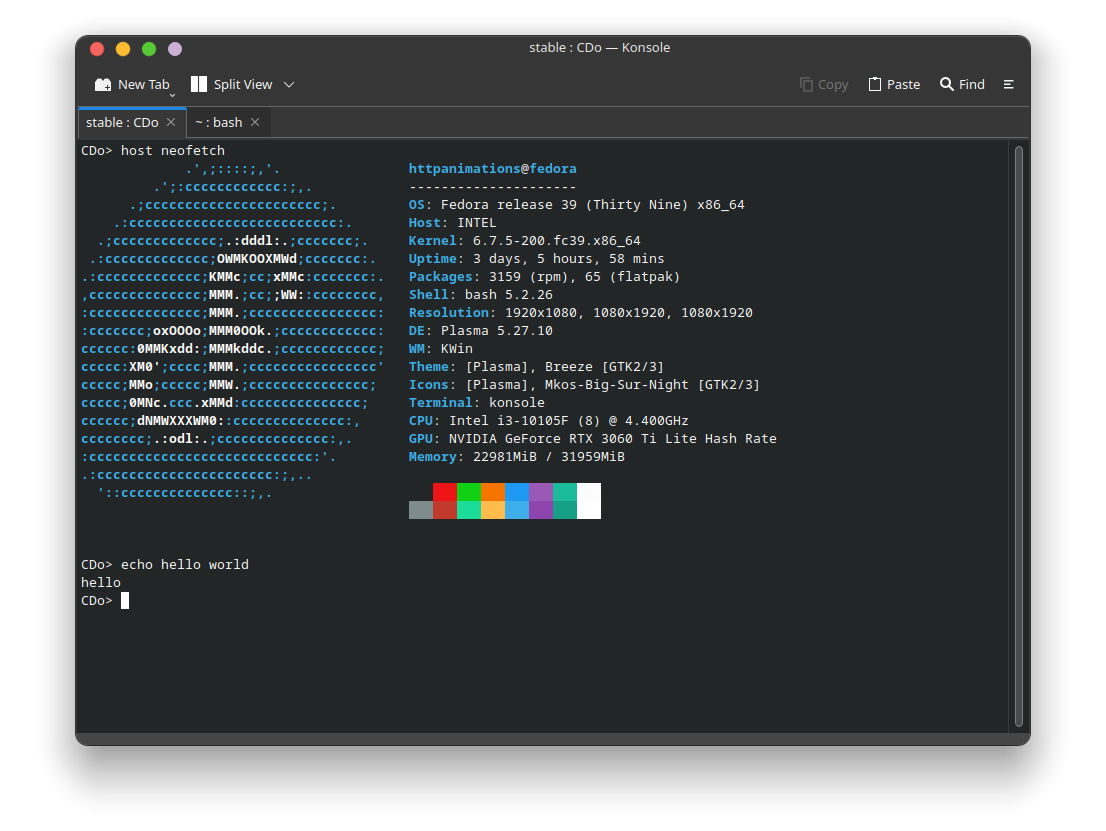 stable : CDo — Konsole
New Tab Split View Copy Paste Find
stable : CDo ~ : bash
CDo> host neofetch
             .',;::::;,'.                httpanimations@fedora
         .';:cccccccccccc:;,.            ---------------------
      .;cccccccccccccccccccccc;.         OS: Fedora release 39 (Thirty Nine) x86_64
    .:cccccccccccccccccccccccccc:.       Host: INTEL
  .;ccccccccccccc;.:dddl:.;ccccccc;.     Kernel: 6.7.5-200.fc39.x86_64
 .:ccccccccccccc;OWMKOOXMWd;ccccccc:.    Uptime: 3 days, 5 hours, 58 mins
.:ccccccccccccc;KMMc;cc;xMMc:ccccccc:.   Packages: 3159 (rpm), 65 (flatpak)
,cccccccccccccc;MMM.;cc;;WW::cccccccc,   Shell: bash 5.2.26
:cccccccccccccc;MMM.;cccccccccccccccc:   Resolution: 1920x1080, 1080x1920, 1080x1920
:ccccccc;oxOOOo;MMM0OOk.;cccccccccccc:   DE: Plasma 5.27.10
cccccc:0MMKxdd:;MMMkddc.;cccccccccccc;   WM: KWin
ccccc:XM0';cccc;MMM.;cccccccccccccccc'   Theme: [Plasma], Breeze [GTK2/3]
ccccc;MMo;ccccc;MMW.;ccccccccccccccc;    Icons: [Plasma], Mkos-Big-Sur-Night [GTK2/3]
ccccc;0MNc.ccc.xMMd:ccccccccccccccc;     Terminal: konsole
cccccc;dNMWXXXWM0::cccccccccccccc:,      CPU: Intel i3-10105F (8) @ 4.400GHz
cccccccc;.:odl:.;cccccccccccccc:,.       GPU: NVIDIA GeForce RTX 3060 Ti Lite Hash Rate
:cccccccccccccccccccccccccccc:'.         Memory: 22981MiB / 31959MiB
.:cccccccccccccccccccccc:;,..
  '::cccccccccccccc::;,.
CDo> echo hello world
hello
CDo>